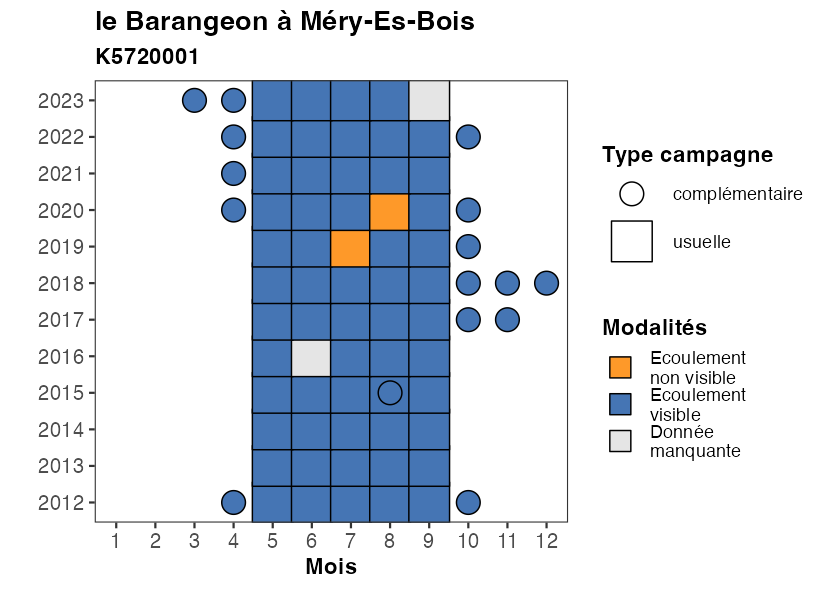 le Barangeon à Méry-Es-Bois
K5720001
2023
2022
2021
2020
2019
2018
2017
2016
2015
2014
2013
2012
1 2 3 4 5 6 7 8 9 10 11 12
Mois
Type campagne
complémentaire
usuelle
Modalités
Ecoulement
non visible
Ecoulement
visible
Donnée
manquante